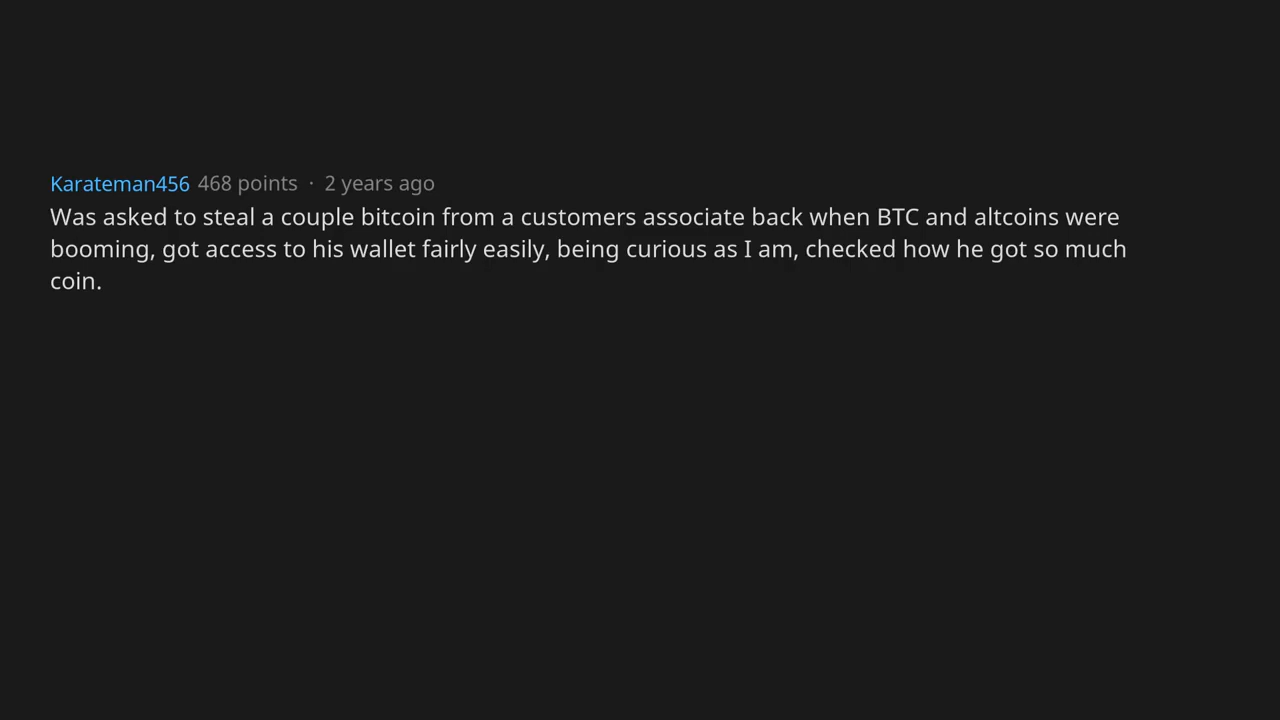 Karateman456 468 points · 2 years ago
Was asked to steal a couple bitcoin from a customers associate back when BTC and altcoins were
booming, got access to his wallet fairly easily, being curious as I am, checked how he got so much
coin.